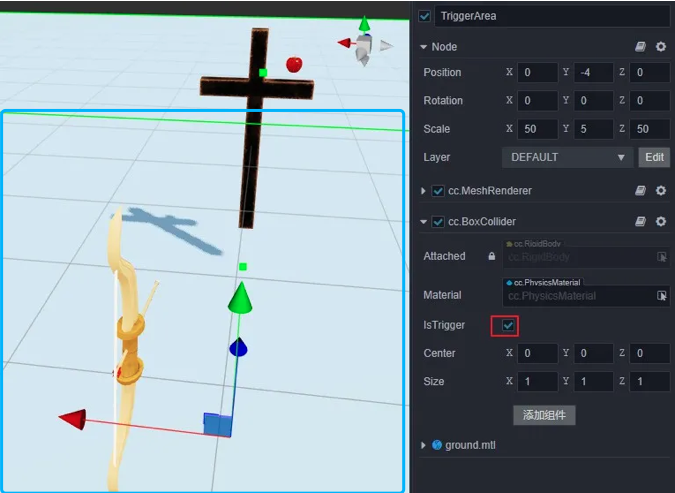 TriggerArea
Node
Position X 0 Y -4 Z 0
Rotation X 0 Y 0 Z 0
Scale X 50 Y 5 Z 50
Layer DEFAULT Edit
cc.MeshRenderer
cc.BoxCollider
cc.RigidBody
Attached cc.RigidBody
cc.PhysicsMaterial
Material cc.PhysicsMaterial
IsTrigger
Center X 0 Y 0 Z 0
Size X 1 Y 1 Z 1
添加组件
ground.mtl